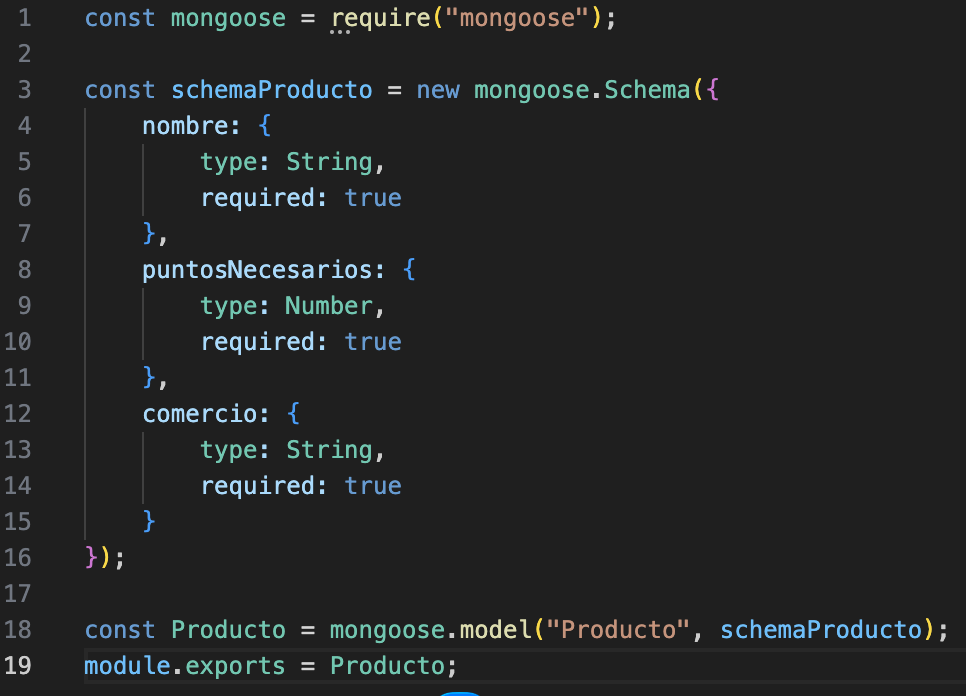 1 const mongoose = require("mongoose");
2
3 const schemaProducto = new mongoose.Schema({
4     nombre: {
5         type: String,
6         required: true
7     },
8     puntosNecesarios: {
9         type: Number,
10         required: true
11     },
12     comercio: {
13         type: String,
14         required: true
15     }
16 });
17
18 const Producto = mongoose.model("Producto", schemaProducto);
19 module.exports = Producto;